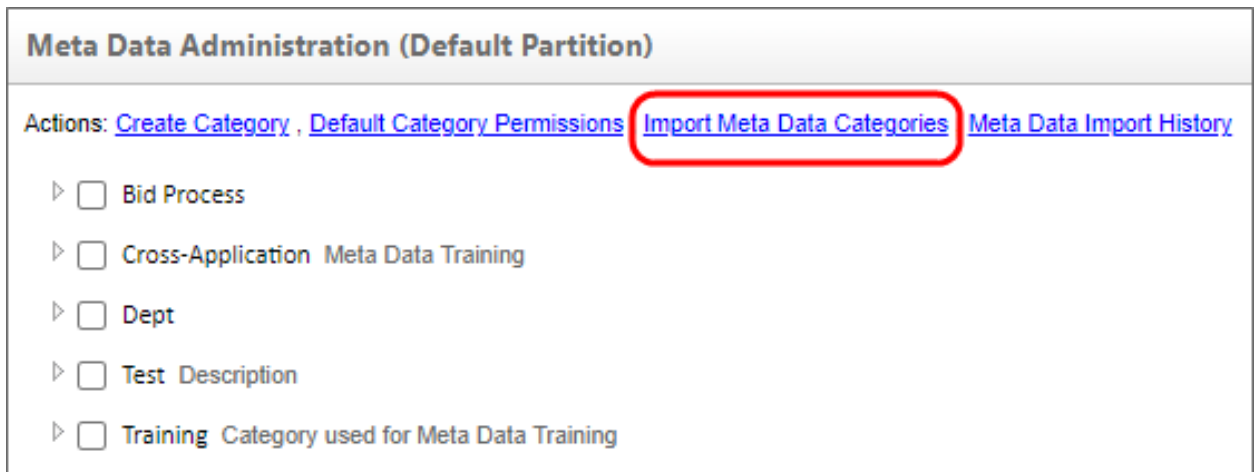 Meta Data Administration (Default Partition)
Actions: Create Category , Default Category Permissions Import Meta Data Categories Meta Data Import History
Bid Process
Cross-Application Meta Data Training
Dept
Test Description
Training Category used for Meta Data Training